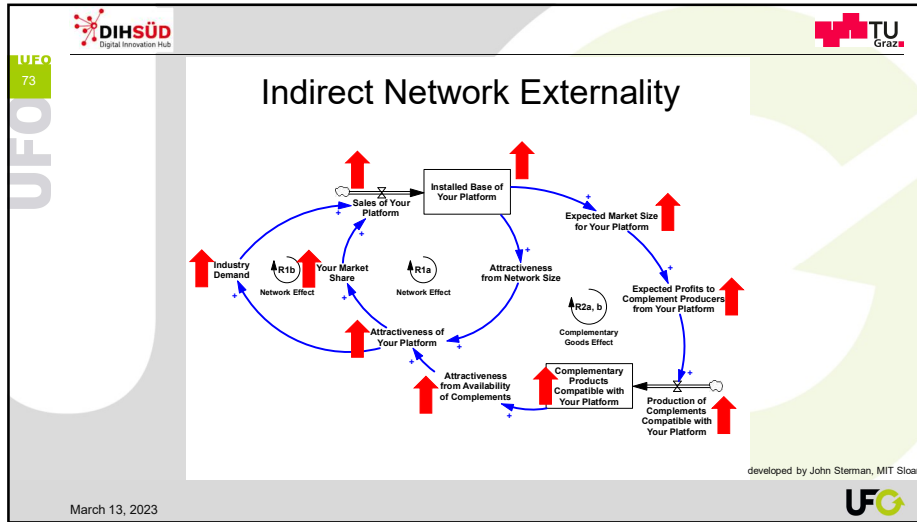 DIHSÜD
Digital Innovation Hub
TU
Graz
UFO
73
UFO
Indirect Network Externality
Installed Base of
Your Platform
Sales of Your
Platform
+
+
+
Expected Market Size
for Your Platform
+
Industry
Demand
R1b
Network Effect
Your Market
Share
R1a
Network Effect
Attractiveness
from Network Size
+
+
+
Expected Profits to
Complement Producers
from Your Platform
R2a, b
Complementary
Goods Effect
Attractiveness of
Your Platform
+
+
+
Attractiveness
from Availability
of Complements
+
Complementary
Products
Compatible with
Your Platform
Production of
Complements
Compatible with
Your Platform
developed by John Sterman, MIT Sloa
March 13, 2023
UFO